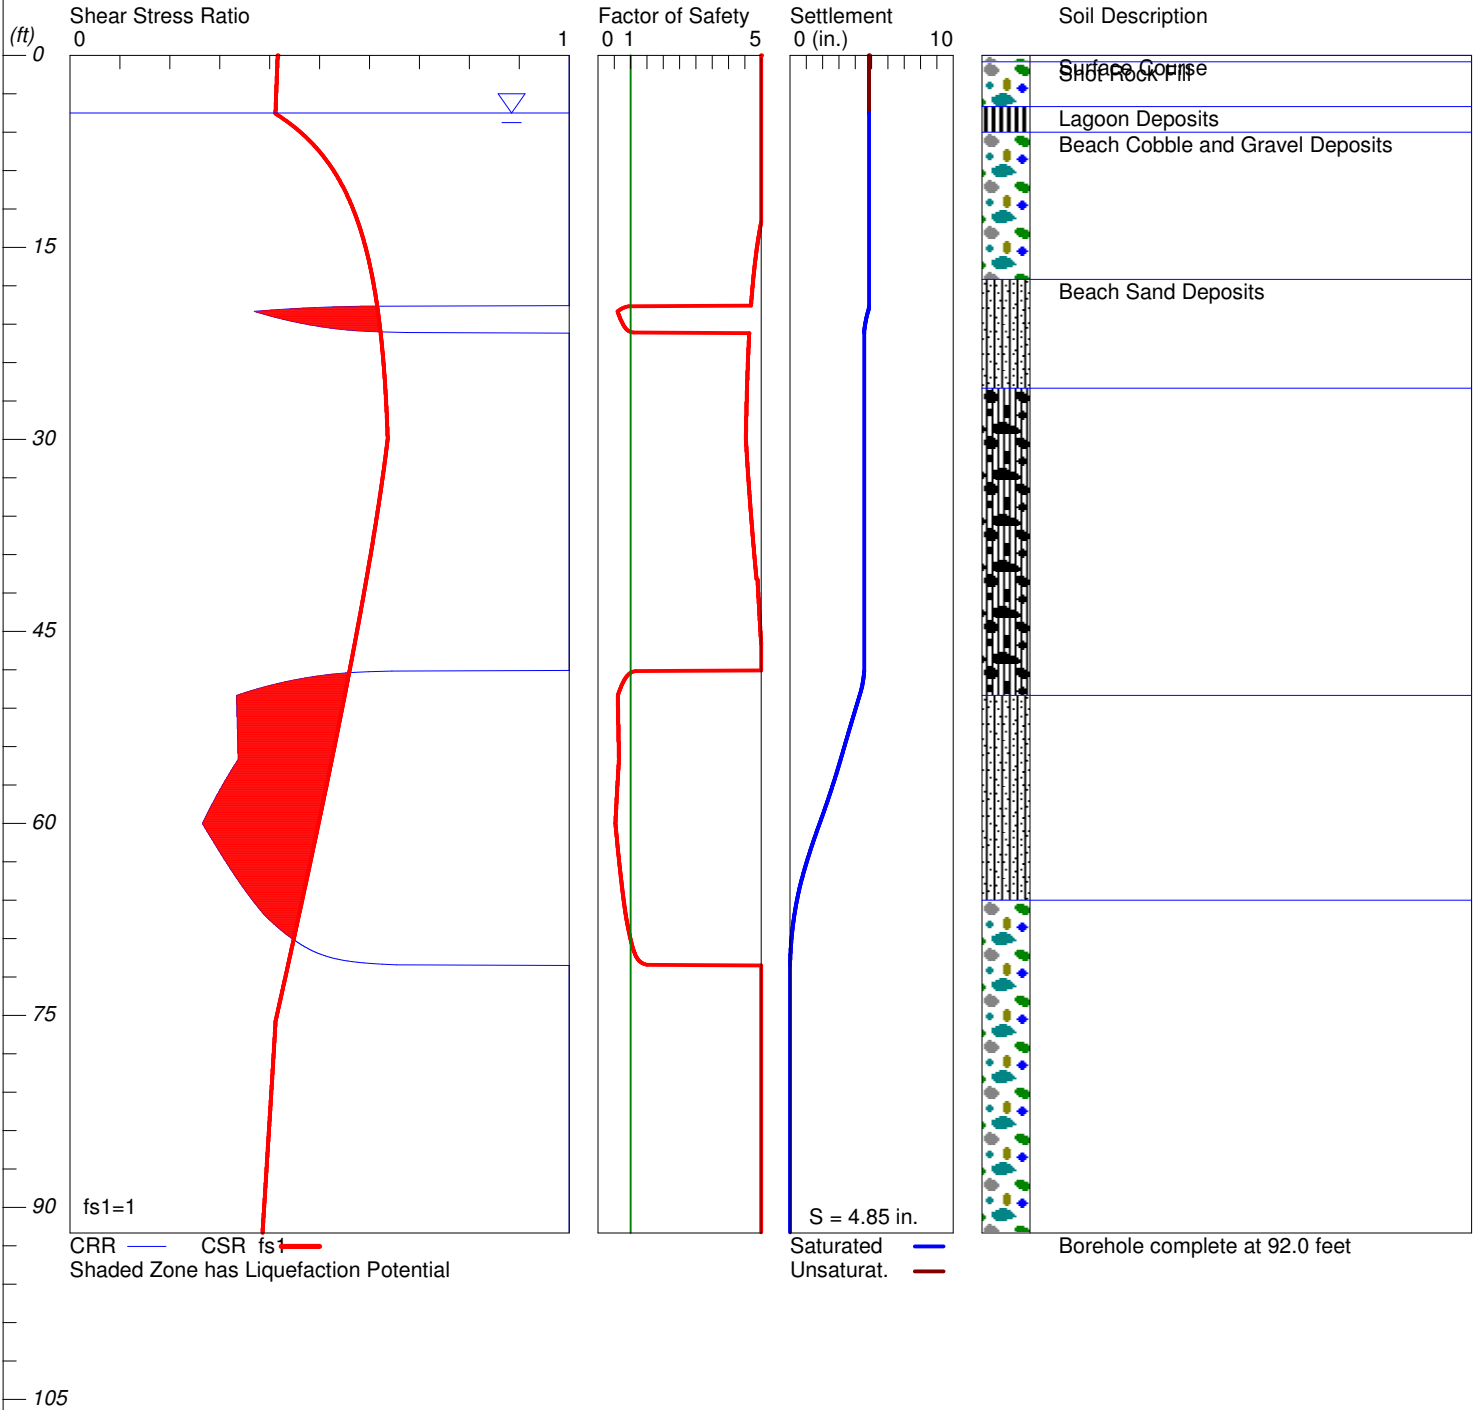 Shear Stress Ratio
Factor of Safety
Settlement
Soil Description
(ft)
0 1
0 1 5
0 (in.) 10
0
Surface Course
Shot Rock Fill
Lagoon Deposits
Beach Cobble and Gravel Deposits
15
Beach Sand Deposits
30
45
60
75
90
fs1=1
S = 4.85 in.
CRR CSR fs1
Shaded Zone has Liquefaction Potential
Saturated
Unsaturat.
Borehole complete at 92.0 feet
105